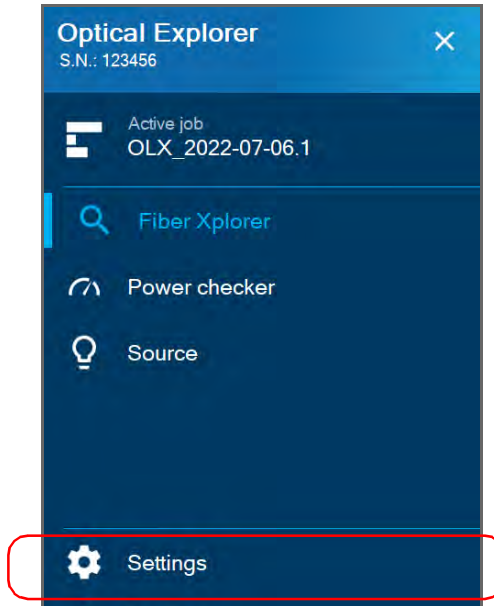 Optical Explorer
S.N.: 123456
Active job
OLX_2022-07-06.1
Fiber Xplorer
Power checker
Source
Settings